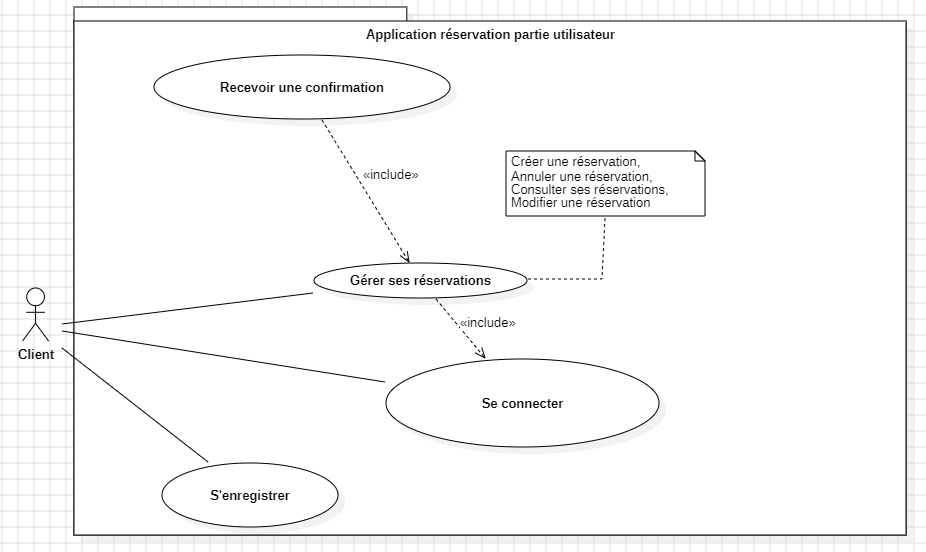 Application réservation partie utilisateur
Recevoir une confirmation
«include»
Créer une réservation,
Annuler une réservation,
Consulter ses réservations,
Modifier une réservation
Gérer ses réservations
«include»
Client
Se connecter
S'enregistrer